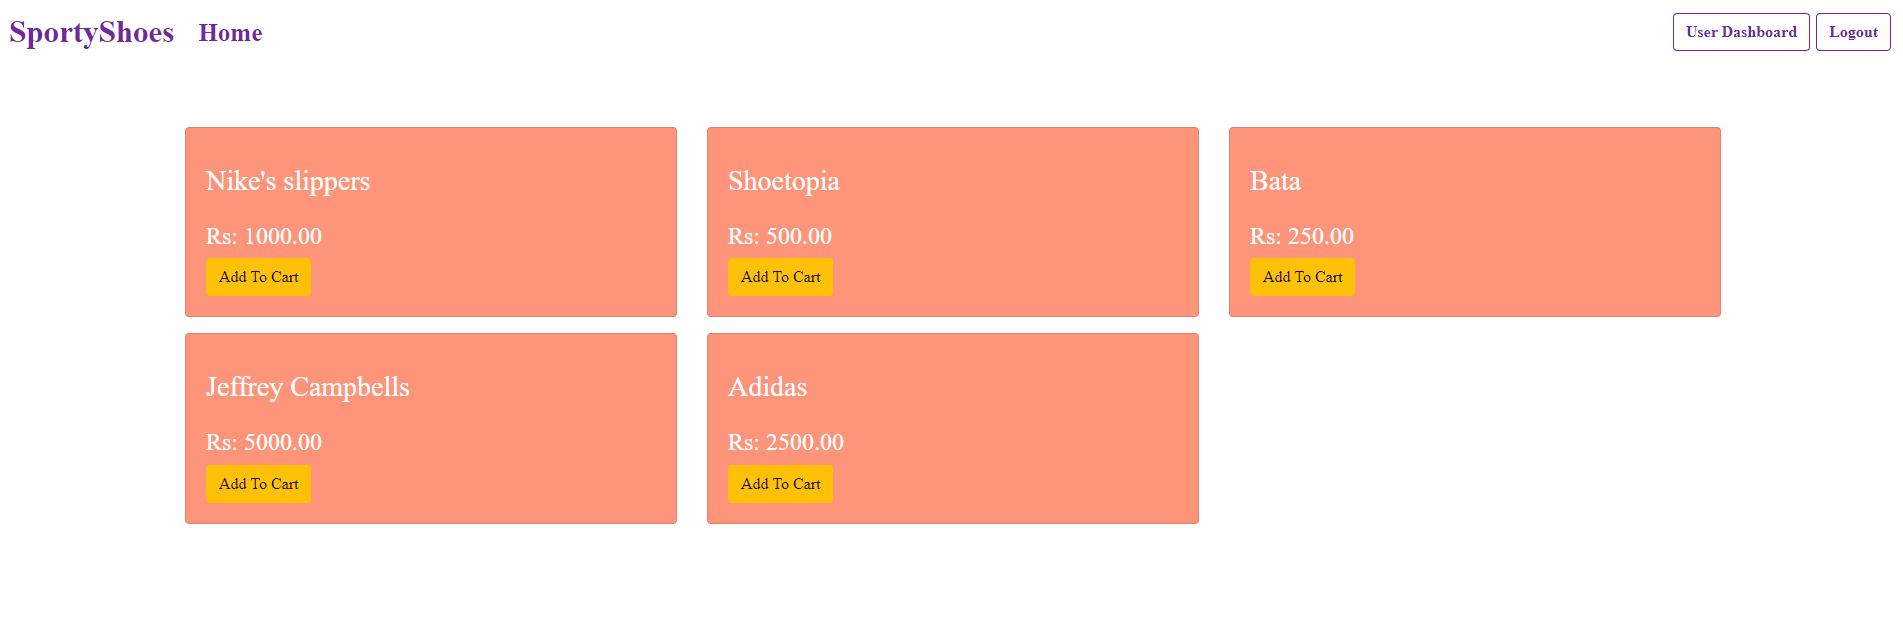 SportyShoes Home User Dashboard Logout
Nike's slippers Shoetopia Bata
Rs: 1000.00 Rs: 500.00 Rs: 250.00
Add To Cart Add To Cart Add To Cart
Jeffrey Campbells Adidas
Rs: 5000.00 Rs: 2500.00
Add To Cart Add To Cart